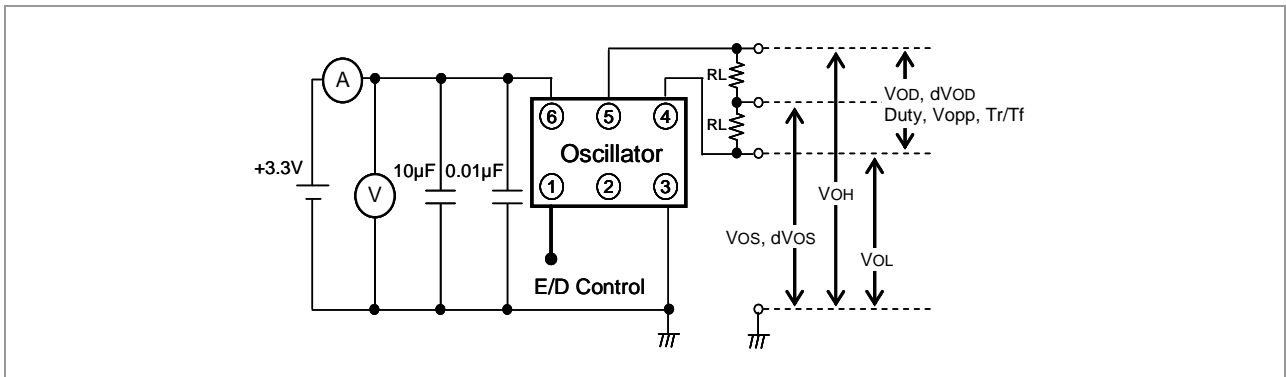 A
RL
VOD, dVOD
Duty, Vopp, Tr/Tf
6 5 4
RL
Oscillator
+3.3V
10µF 0.01µF
V
1 2 3
VOH
VOS, dVOS
VOL
E/D Control